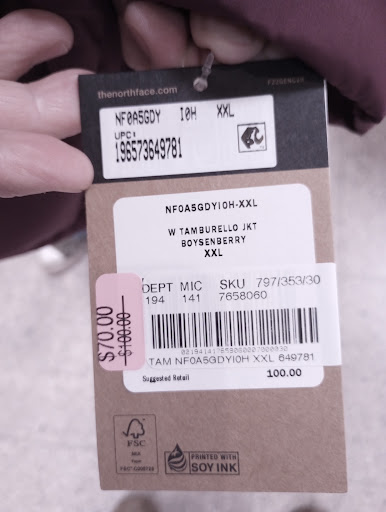 thenorthface.com
NF0A5GDY I0H XXL
UPC:
196573649781
NF0A5GDYI0H-XXL
W TAMBURELLO JKT
BOYSENBERRY
XXL
DEPT MIC SKU 797/353/30
194 141 7658060
TAM NF0A5GDYI0H XXL 649781
Suggested Retail 100.00
$70.00
$100.00
FSC
PRINTED WITH
SOY INK